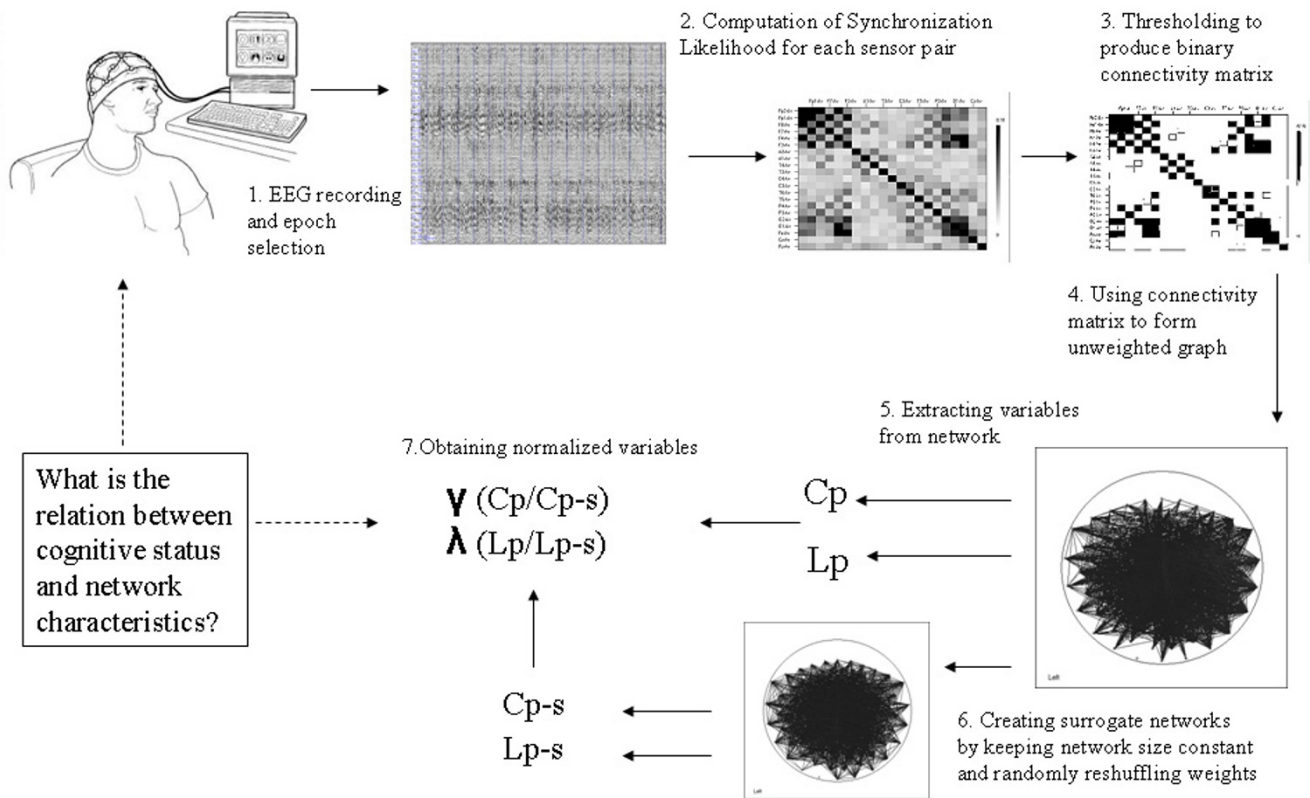 2. Computation of Synchronization
Likelihood for each sensor pair
3. Thresholding to
produce binary
connectivity matrix
1. EEG recording
and epoch
selection
4. Using connectivity
matrix to form
unweighted graph
5. Extracting variables
from network
7.Obtaining normalized variables
γ (Cp/Cp-s)
λ (Lp/Lp-s)
Cp
Lp
What is the
relation between
cognitive status
and network
characteristics?
Left
Cp-s
Lp-s
6. Creating surrogate networks
by keeping network size constant
and randomly reshuffling weights
Left